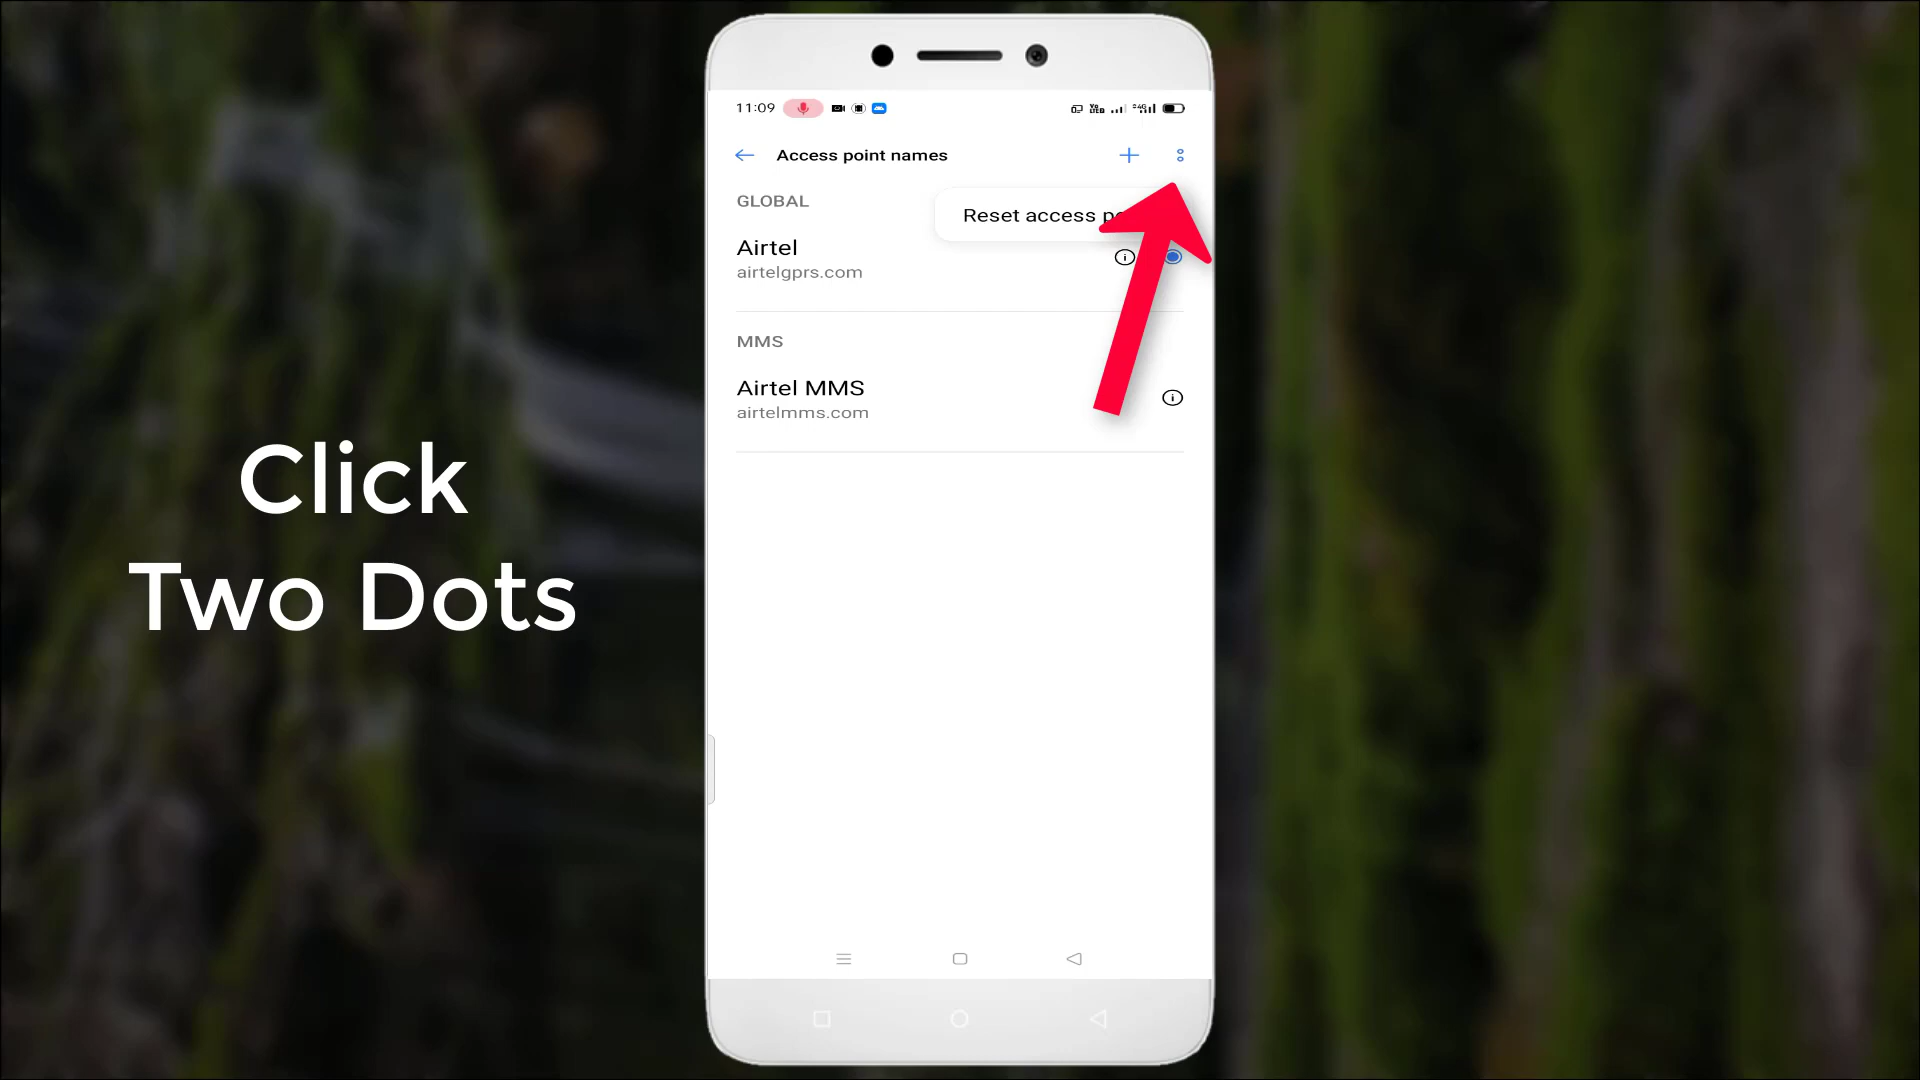 11:09
Access point names
GLOBAL
Reset access
Airtel
airtelgprs.com
MMS
Airtel MMS
airtelmms.com
Click
Two Dots